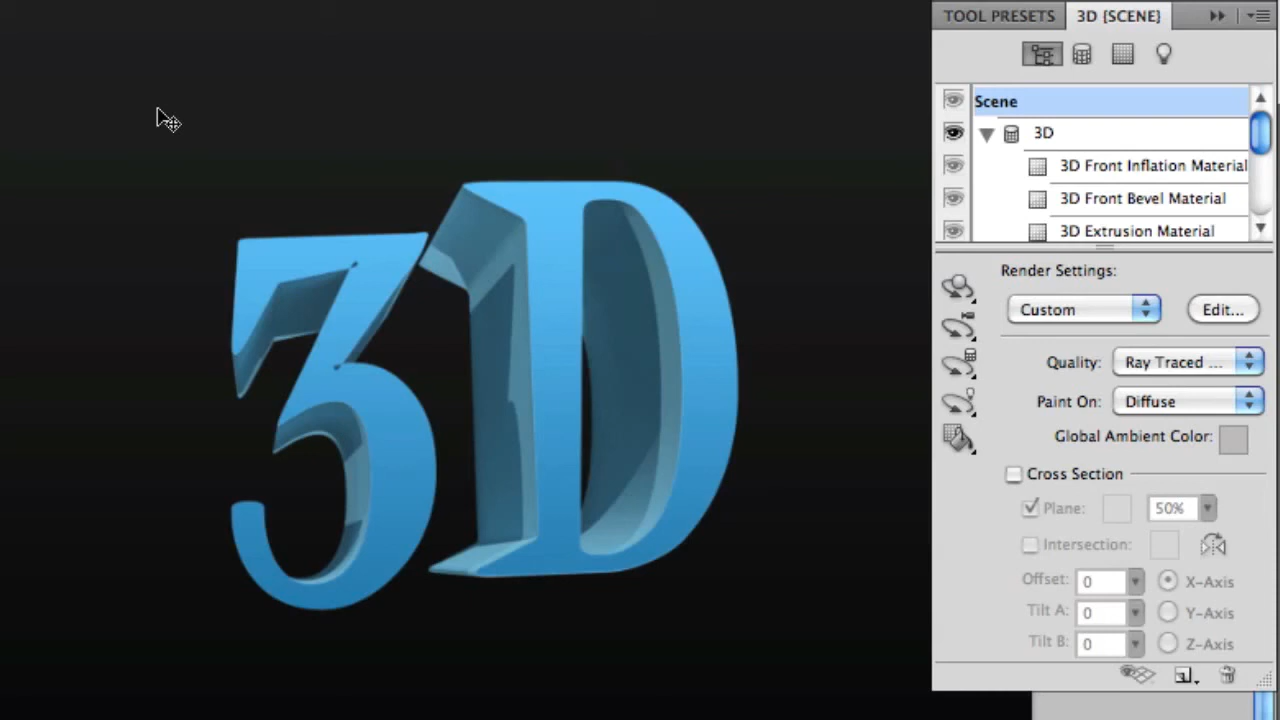 3D
TOOL PRESETS
3D {SCENE}
Scene
3D
3D Front Inflation Material
3D Front Bevel Material
3D Extrusion Material
Render Settings:
Custom
Edit...
Quality: Ray Traced ...
Paint On: Diffuse
Global Ambient Color:
Cross Section
Plane: 50%
Intersection:
Offset: 0 X-Axis
Tilt A: 0 Y-Axis
Tilt B: 0 Z-Axis